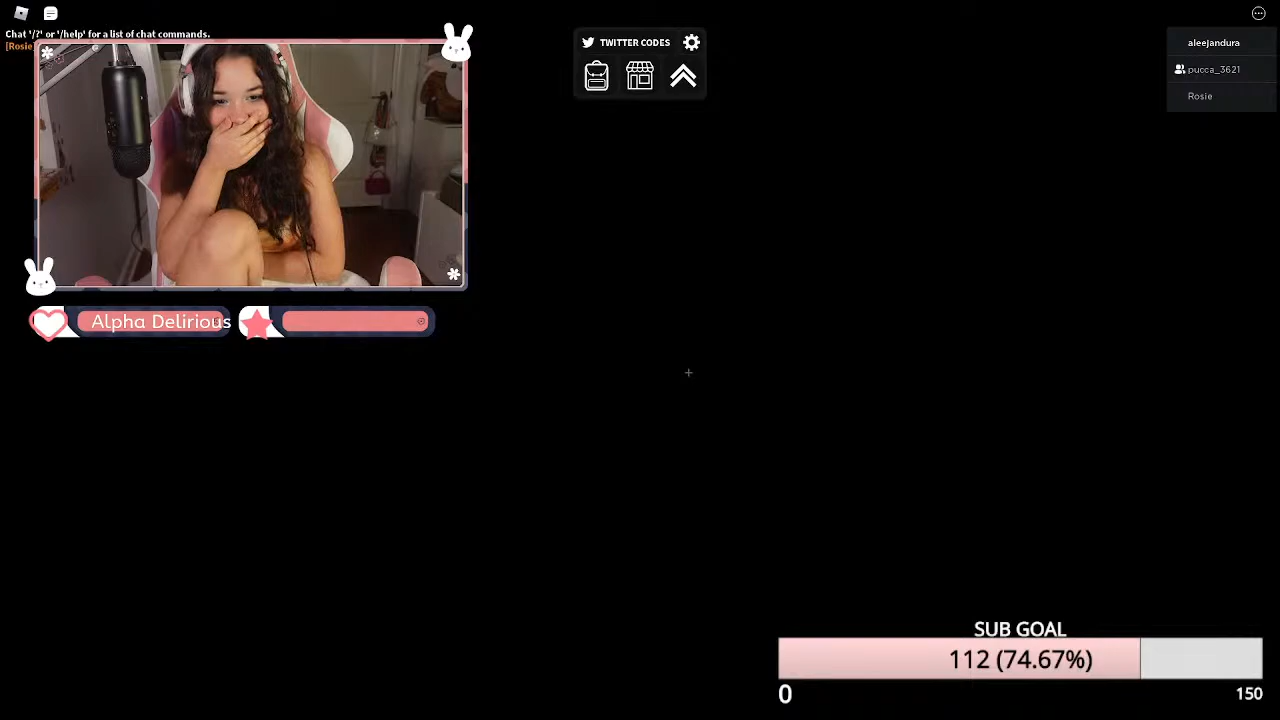 Chat '/?' or '/help' for a list of chat commands.
[Rosie
TWITTER CODES
aleejandura
pucca_3621
Rosie
Alpha Delirious
SUB GOAL
112 (74.67%)
0
150